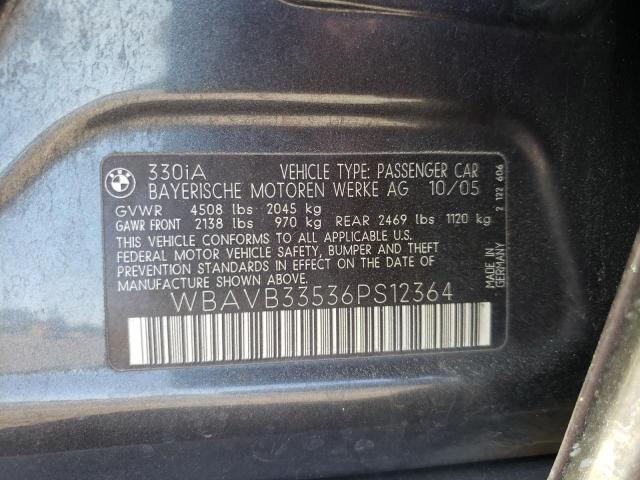 BMW
330iA VEHICLE TYPE: PASSENGER CAR
BAYERISCHE MOTOREN WERKE AG 10/05
GVWR 4508 lbs 2045 kg
GAWR FRONT 2138 lbs 970 kg REAR 2469 lbs 1120 kg
THIS VEHICLE CONFORMS TO ALL APPLICABLE U.S.
FEDERAL MOTOR VEHICLE SAFETY, BUMPER AND THEFT
PREVENTION STANDARDS IN EFFECT ON THE DATE OF
MANUFACTURE SHOWN ABOVE.
WBAVB33536PS12364
MADE IN
GERMANY
2 122 606